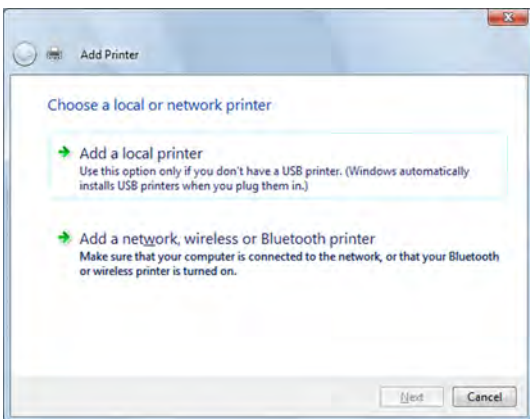 Add Printer
Choose a local or network printer
Add a local printer
Use this option only if you don't have a USB printer. (Windows automatically
installs USB printers when you plug them in.)
Add a network, wireless or Bluetooth printer
Make sure that your computer is connected to the network, or that your Bluetooth
or wireless printer is turned on.
Next Cancel